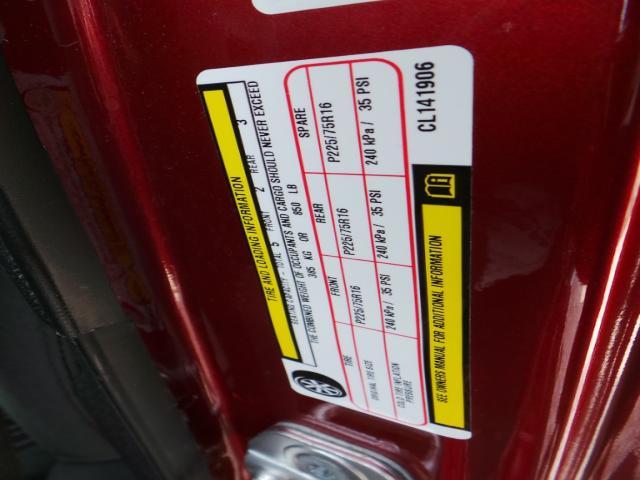 TIRE AND LOADING INFORMATION
SEATING CAPACITY - TOTAL 5 FRONT 2 REAR 3
THE COMBINED WEIGHT OF OCCUPANTS AND CARGO SHOULD NEVER EXCEED
385 KG OR 850 LB
TIRE FRONT REAR SPARE
ORIGINAL TIRE SIZE P225/75R16 P225/75R16 P225/75R16
COLD TIRE INFLATION PRESSURE 240 kPa / 35 PSI 240 kPa / 35 PSI 240 kPa / 35 PSI
SEE OWNERS MANUAL FOR ADDITIONAL INFORMATION
CL141906